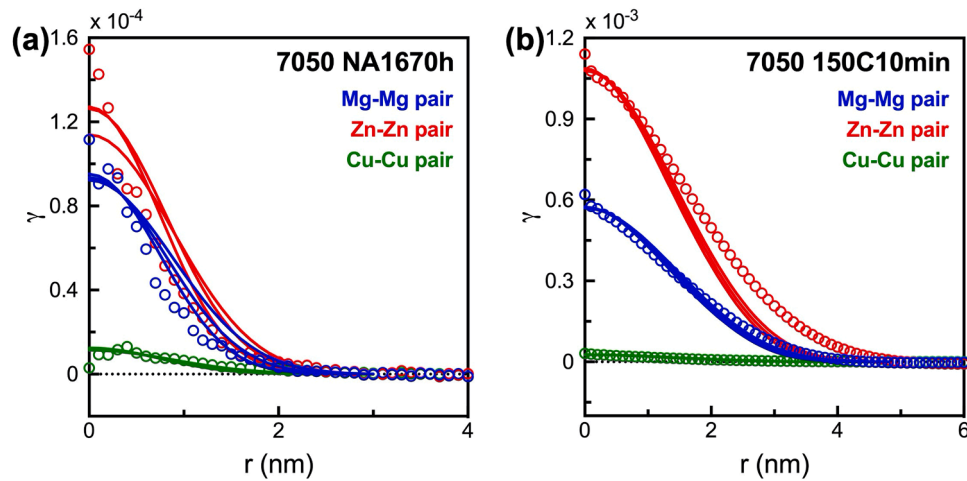 (a)
x 10⁻⁴
7050 NA1670h
Mg-Mg pair
Zn-Zn pair
Cu-Cu pair
1.6
1.2
0.8
0.4
0
γ
0 1 2 3 4
r (nm)
(b)
x 10⁻³
7050 150C10min
Mg-Mg pair
Zn-Zn pair
Cu-Cu pair
1.2
0.9
0.6
0.3
0
γ
0 2 4 6
r (nm)